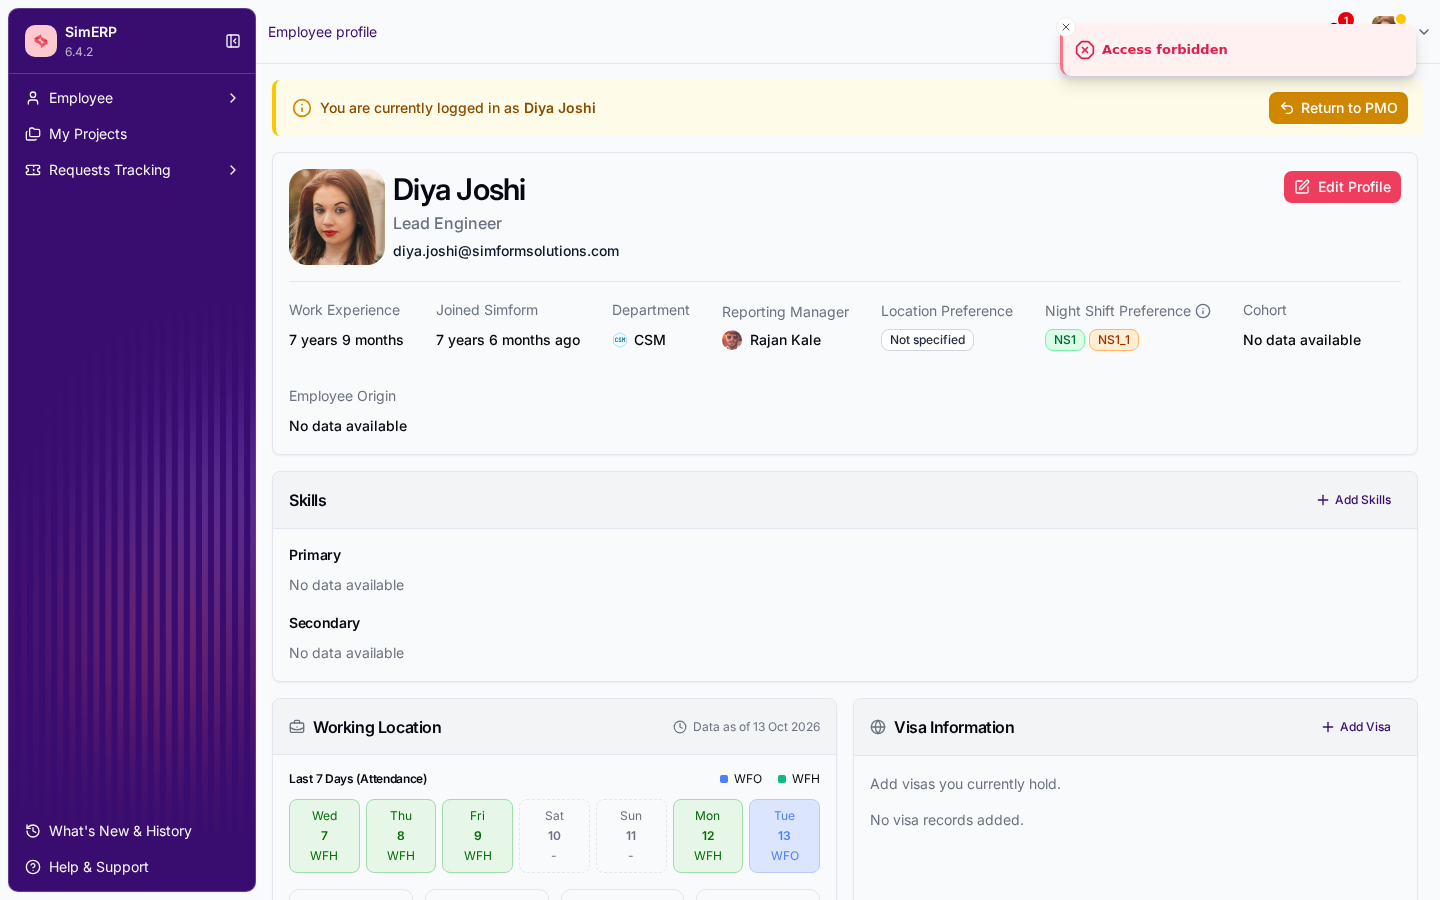 SimERP
6.4.2
Employee
My Projects
Requests Tracking
What's New & History
Help & Support
Employee profile
1
Access forbidden
You are currently logged in as Diya Joshi
Return to PMO
Diya Joshi
Lead Engineer
diya.joshi@simformsolutions.com
Edit Profile
Work Experience
7 years 9 months
Joined Simform
7 years 6 months ago
Department
CSM
CSM
Reporting Manager
Rajan Kale
Location Preference
Not specified
Night Shift Preference
NS1 NS1_1
Cohort
No data available
Employee Origin
No data available
Skills
Add Skills
Primary
No data available
Secondary
No data available
Working Location
Data as of 13 Oct 2026
Last 7 Days (Attendance)
WFO WFH
Wed
7
WFH
Thu
8
WFH
Fri
9
WFH
Sat
10
-
Sun
11
-
Mon
12
WFH
Tue
13
WFO
Visa Information
Add Visa
Add visas you currently hold.
No visa records added.